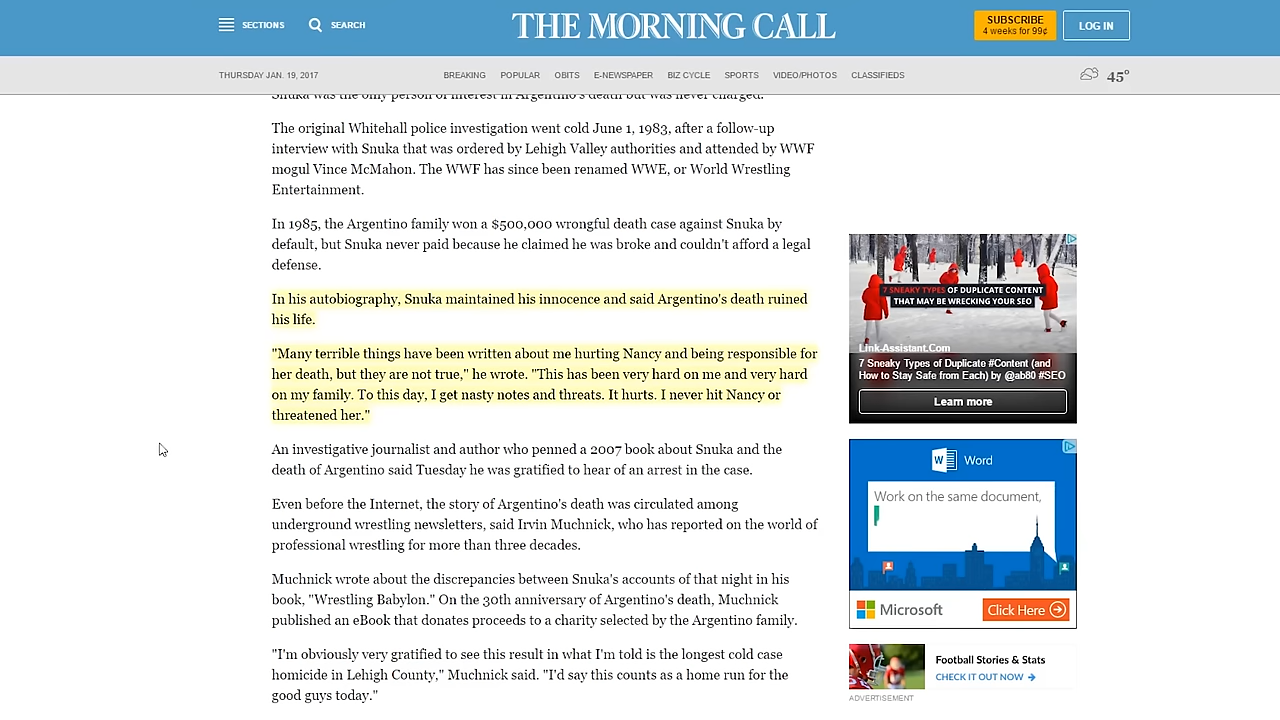 SECTIONS
SEARCH
THE MORNING CALL
SUBSCRIBE
4 weeks for 99¢
LOG IN
THURSDAY JAN. 19, 2017
BREAKING
POPULAR
OBITS
E-NEWSPAPER
BIZ CYCLE
SPORTS
VIDEO/PHOTOS
CLASSIFIEDS
45°
Snuka was the only person of interest in Argentino's death but was never charged.
The original Whitehall police investigation went cold June 1, 1983, after a follow-up
interview with Snuka that was ordered by Lehigh Valley authorities and attended by WWF
mogul Vince McMahon. The WWF has since been renamed WWE, or World Wrestling
Entertainment.
In 1985, the Argentino family won a $500,000 wrongful death case against Snuka by
default, but Snuka never paid because he claimed he was broke and couldn't afford a legal
defense.
In his autobiography, Snuka maintained his innocence and said Argentino's death ruined
his life.
"Many terrible things have been written about me hurting Nancy and being responsible for
her death, but they are not true," he wrote. "This has been very hard on me and very hard
on my family. To this day, I get nasty notes and threats. It hurts. I never hit Nancy or
threatened her."
An investigative journalist and author who penned a 2007 book about Snuka and the
death of Argentino said Tuesday he was gratified to hear of an arrest in the case.
Even before the Internet, the story of Argentino's death was circulated among
underground wrestling newsletters, said Irvin Muchnick, who has reported on the world of
professional wrestling for more than three decades.
Muchnick wrote about the discrepancies between Snuka's accounts of that night in his
book, "Wrestling Babylon." On the 30th anniversary of Argentino's death, Muchnick
published an eBook that donates proceeds to a charity selected by the Argentino family.
"I'm obviously very gratified to see this result in what I'm told is the longest cold case
homicide in Lehigh County," Muchnick said. "I'd say this counts as a home run for the
good guys today."
7 SNEAKY TYPES OF DUPLICATE CONTENT
THAT MAY BE WRECKING YOUR SEO
Link-Assistant.Com
7 Sneaky Types of Duplicate #Content (and
How to Stay Safe from Each) by @ab80 #SEO
Learn more
W
Word
Work on the same document,
Microsoft
Click Here
Football Stories & Stats
CHECK IT OUT NOW
ADVERTISEMENT